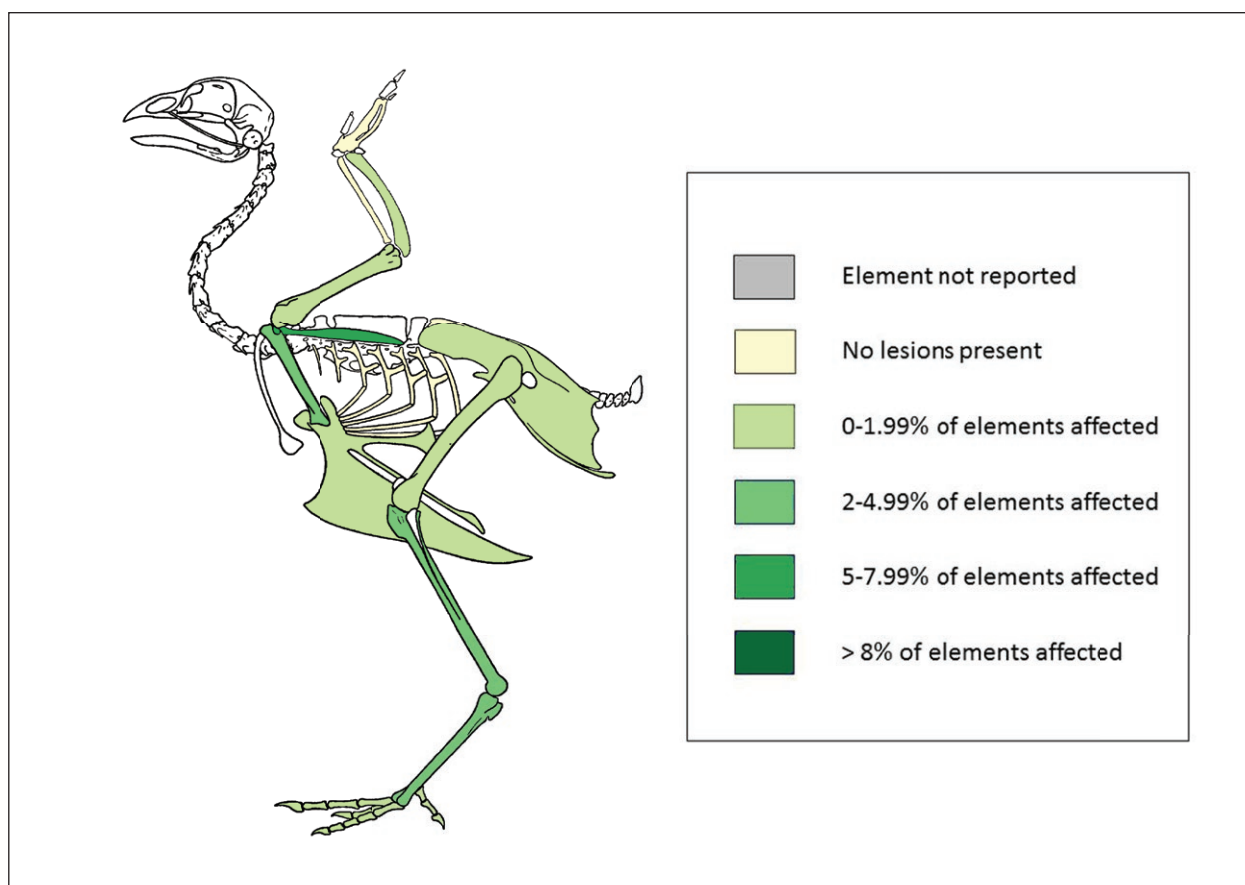 Element not reported
No lesions present
0-1.99% of elements affected
2-4.99% of elements affected
5-7.99% of elements affected
> 8% of elements affected